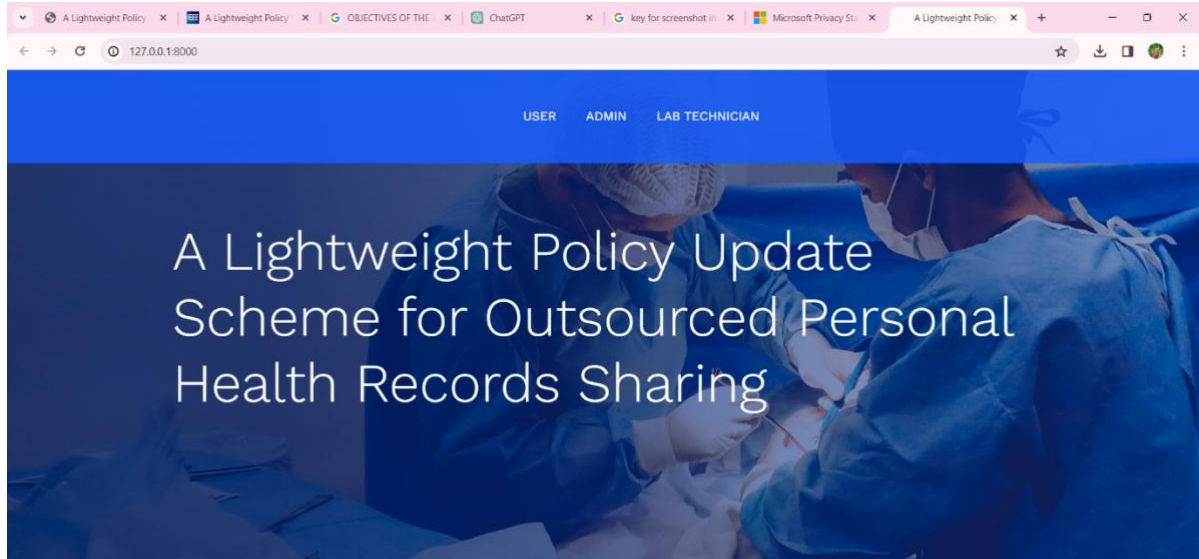 A Lightweight Policy
A Lightweight Policy
OBJECTIVES OF THE
ChatGPT
key for screenshot in
Microsoft Privacy Sta
A Lightweight Policy
127.0.0.1:8000
USER ADMIN LAB TECHNICIAN
A Lightweight Policy Update
Scheme for Outsourced Personal
Health Records Sharing